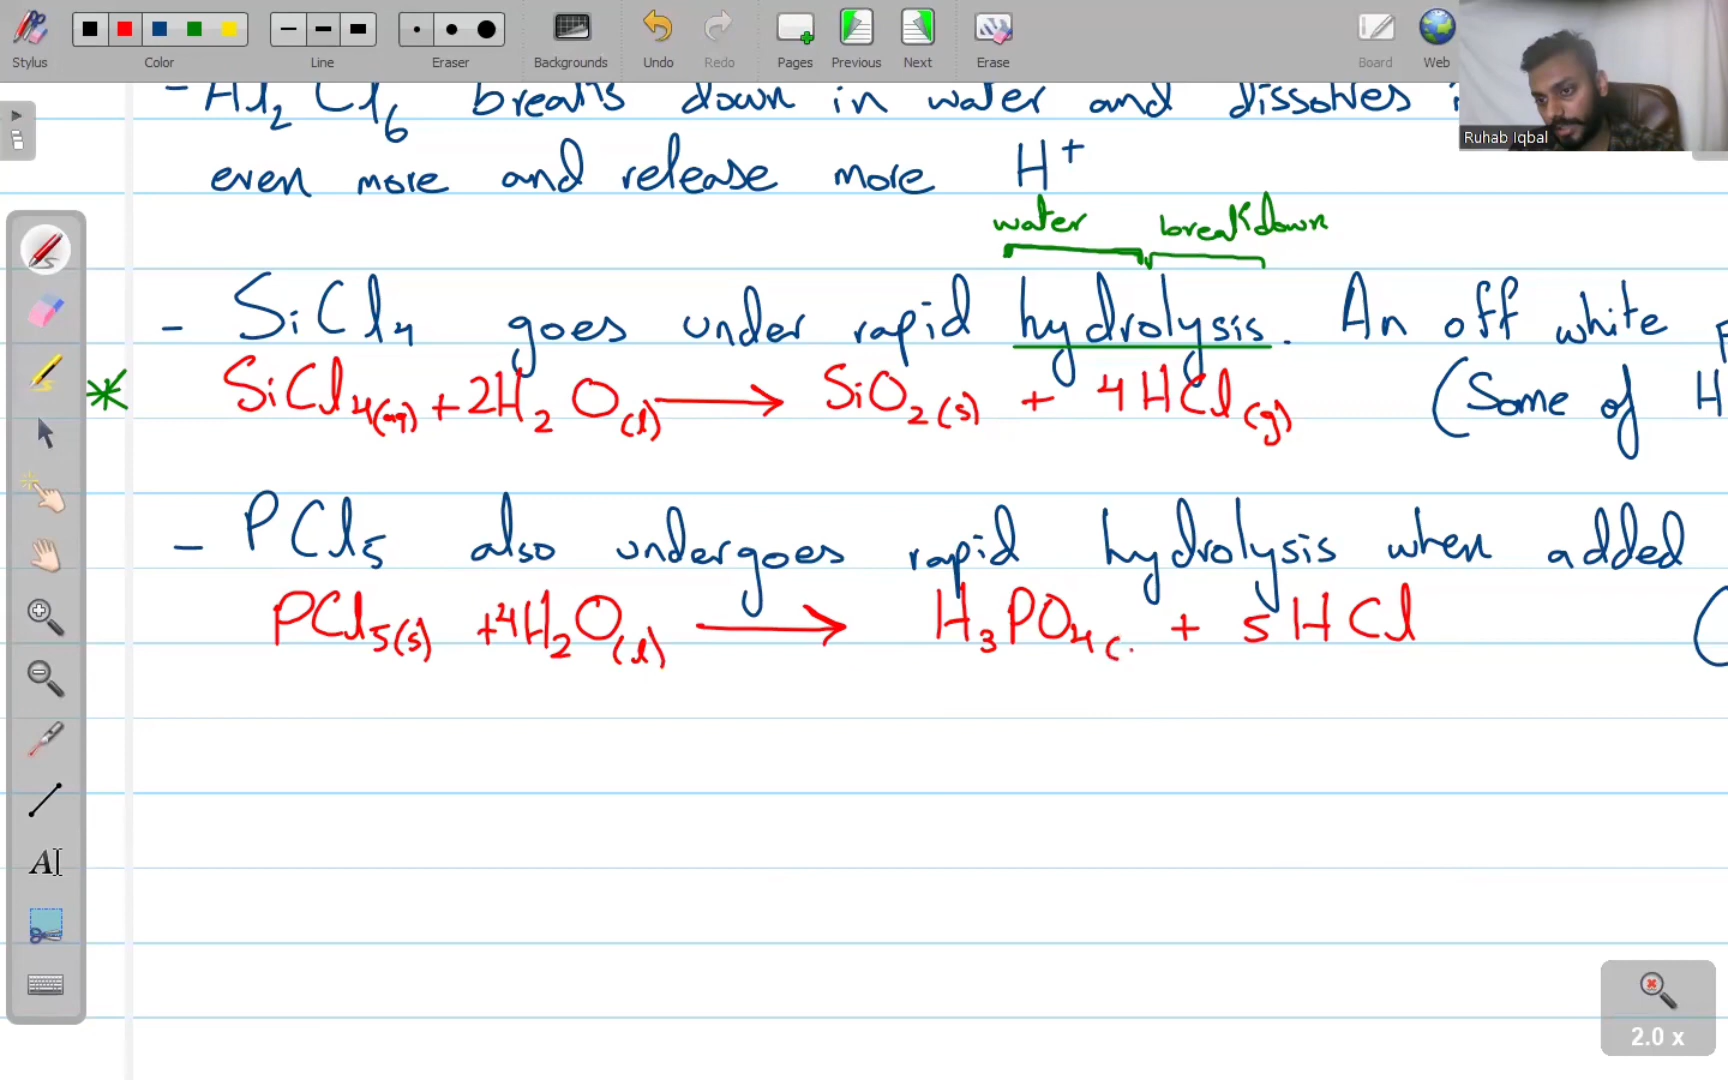 Stylus
Color
Line
Eraser
Backgrounds
Undo
Redo
Pages
Previous
Next
Erase
Board
Web
Ruhab Iqbal
- Al2 Cl6 breaks down in water and dissolves
even more and release more H+
water breakdown
- SiCl4 goes under rapid hydrolysis. An off white
* SiCl4(aq) + 2H2O(l) → SiO2(s) + 4HCl(g) (Some of H
- PCl5 also undergoes rapid hydrolysis when added
PCl5(s) + 4H2O(l) → H3PO4(. + 5HCl (
2.0 x